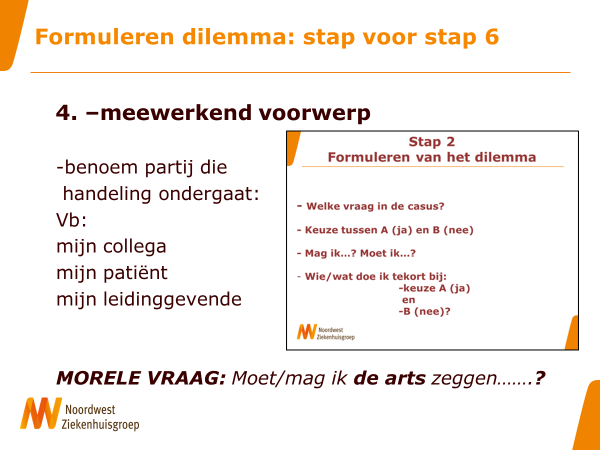 Formuleren dilemma: stap voor stap 6
4. –meewerkend voorwerp
-benoem partij die
handeling ondergaat:
Vb:
mijn collega
mijn patiënt
mijn leidinggevende
Stap 2
Formuleren van het dilemma
- Welke vraag in de casus?
- Keuze tussen A (ja) en B (nee)
- Mag ik…? Moet ik…?
- Wie/wat doe ik tekort bij:
-keuze A (ja)
en
-B (nee)?
Noordwest
Ziekenhuisgroep
MORELE VRAAG: Moet/mag ik de arts zeggen…….?
Noordwest
Ziekenhuisgroep